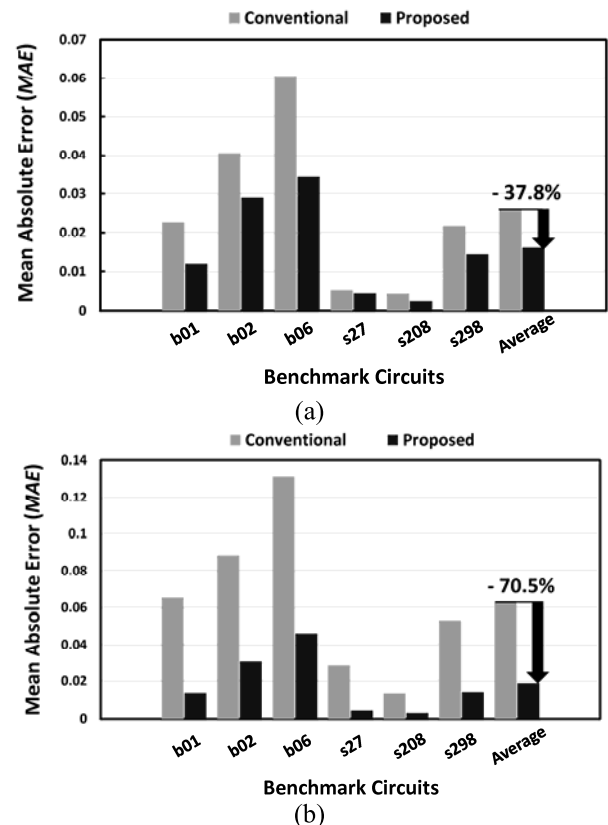 Conventional Proposed
Mean Absolute Error (MAE)
0.07
0.06
0.05
0.04
0.03
0.02
0.01
0
- 37.8%
b01 b02 b06 s27 s208 s298 Average
Benchmark Circuits
(a)
Conventional Proposed
Mean Absolute Error (MAE)
0.14
0.12
0.1
0.08
0.06
0.04
0.02
0
- 70.5%
b01 b02 b06 s27 s208 s298 Average
Benchmark Circuits
(b)